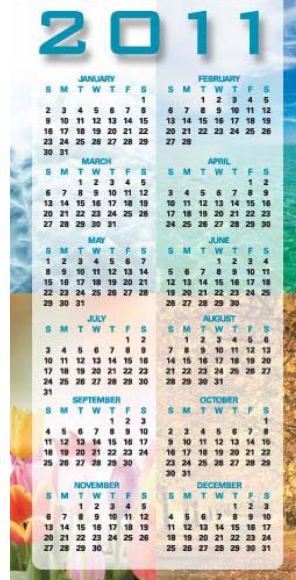 2011
JANUARY
S M T W T F S
1
2 3 4 5 6 7 8
9 10 11 12 13 14 15
16 17 18 19 20 21 22
23 24 25 26 27 28 29
30 31
FEBRUARY
S M T W T F S
1 2 3 4 5
6 7 8 9 10 11 12
13 14 15 16 17 18 19
20 21 22 23 24 25 26
27 28
MARCH
S M T W T F S
1 2 3 4 5
6 7 8 9 10 11 12
13 14 15 16 17 18 19
20 21 22 23 24 25 26
27 28 29 30 31
APRIL
S M T W T F S
1 2
3 4 5 6 7 8 9
10 11 12 13 14 15 16
17 18 19 20 21 22 23
24 25 26 27 28 29 30
MAY
S M T W T F S
1 2 3 4 5 6 7
8 9 10 11 12 13 14
15 16 17 18 19 20 21
22 23 24 25 26 27 28
29 30 31
JUNE
S M T W T F S
1 2 3 4
5 6 7 8 9 10 11
12 13 14 15 16 17 18
19 20 21 22 23 24 25
26 27 28 29 30
JULY
S M T W T F S
1 2
3 4 5 6 7 8 9
10 11 12 13 14 15 16
17 18 19 20 21 22 23
24 25 26 27 28 29 30
31
AUGUST
S M T W T F S
1 2 3 4 5 6
7 8 9 10 11 12 13
14 15 16 17 18 19 20
21 22 23 24 25 26 27
28 29 30 31
SEPTEMBER
S M T W T F S
1 2 3
4 5 6 7 8 9 10
11 12 13 14 15 16 17
18 19 20 21 22 23 24
25 26 27 28 29 30
OCTOBER
S M T W T F S
1
2 3 4 5 6 7 8
9 10 11 12 13 14 15
16 17 18 19 20 21 22
23 24 25 26 27 28 29
30 31
NOVEMBER
S M T W T F S
1 2 3 4 5
6 7 8 9 10 11 12
13 14 15 16 17 18 19
20 21 22 23 24 25 26
27 28 29 30
DECEMBER
S M T W T F S
1 2 3
4 5 6 7 8 9 10
11 12 13 14 15 16 17
18 19 20 21 22 23 24
25 26 27 28 29 30 31